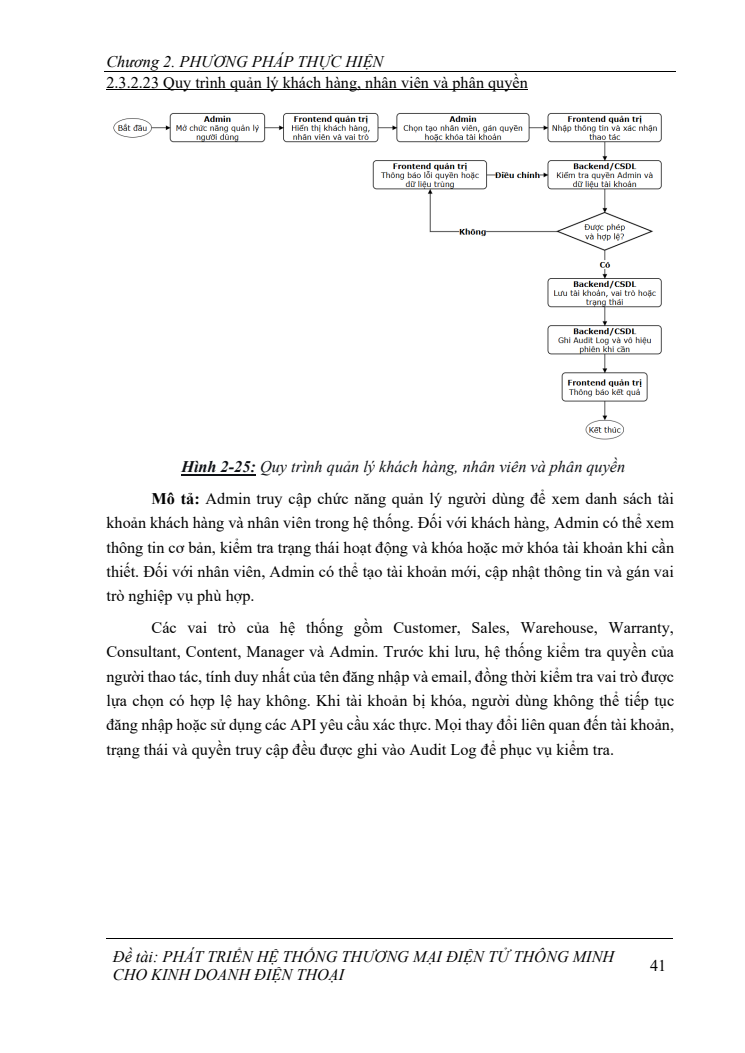 Chương 2. PHƯƠNG PHÁP THỰC HIỆN
2.3.2.23 Quy trình quản lý khách hàng, nhân viên và phân quyền
Bắt đầu
Admin
Mở chức năng quản lý
người dùng
Frontend quản trị
Hiển thị khách hàng,
nhân viên và vai trò
Admin
Chọn tạo nhân viên, gán quyền
hoặc khóa tài khoản
Frontend quản trị
Nhập thông tin và xác nhận
thao tác
Frontend quản trị
Thông báo lỗi quyền hoặc
dữ liệu trùng
Điều chỉnh
Backend/CSDL
Kiểm tra quyền Admin và
dữ liệu tài khoản
Không
Được phép
và hợp lệ?
Có
Backend/CSDL
Lưu tài khoản, vai trò hoặc
trạng thái
Backend/CSDL
Ghi Audit Log và vô hiệu
phiên khi cần
Frontend quản trị
Thông báo kết quả
Kết thúc
Hình 2-25: Quy trình quản lý khách hàng, nhân viên và phân quyền
Mô tả: Admin truy cập chức năng quản lý người dùng để xem danh sách tài
khoản khách hàng và nhân viên trong hệ thống. Đối với khách hàng, Admin có thể xem
thông tin cơ bản, kiểm tra trạng thái hoạt động và khóa hoặc mở khóa tài khoản khi cần
thiết. Đối với nhân viên, Admin có thể tạo tài khoản mới, cập nhật thông tin và gán vai
trò nghiệp vụ phù hợp.
Các vai trò của hệ thống gồm Customer, Sales, Warehouse, Warranty,
Consultant, Content, Manager và Admin. Trước khi lưu, hệ thống kiểm tra quyền của
người thao tác, tính duy nhất của tên đăng nhập và email, đồng thời kiểm tra vai trò được
lựa chọn có hợp lệ hay không. Khi tài khoản bị khóa, người dùng không thể tiếp tục
đăng nhập hoặc sử dụng các API yêu cầu xác thực. Mọi thay đổi liên quan đến tài khoản,
trạng thái và quyền truy cập đều được ghi vào Audit Log để phục vụ kiểm tra.
Đề tài: PHÁT TRIỂN HỆ THỐNG THƯƠNG MẠI ĐIỆN TỬ THÔNG MINH
CHO KINH DOANH ĐIỆN THOẠI
41